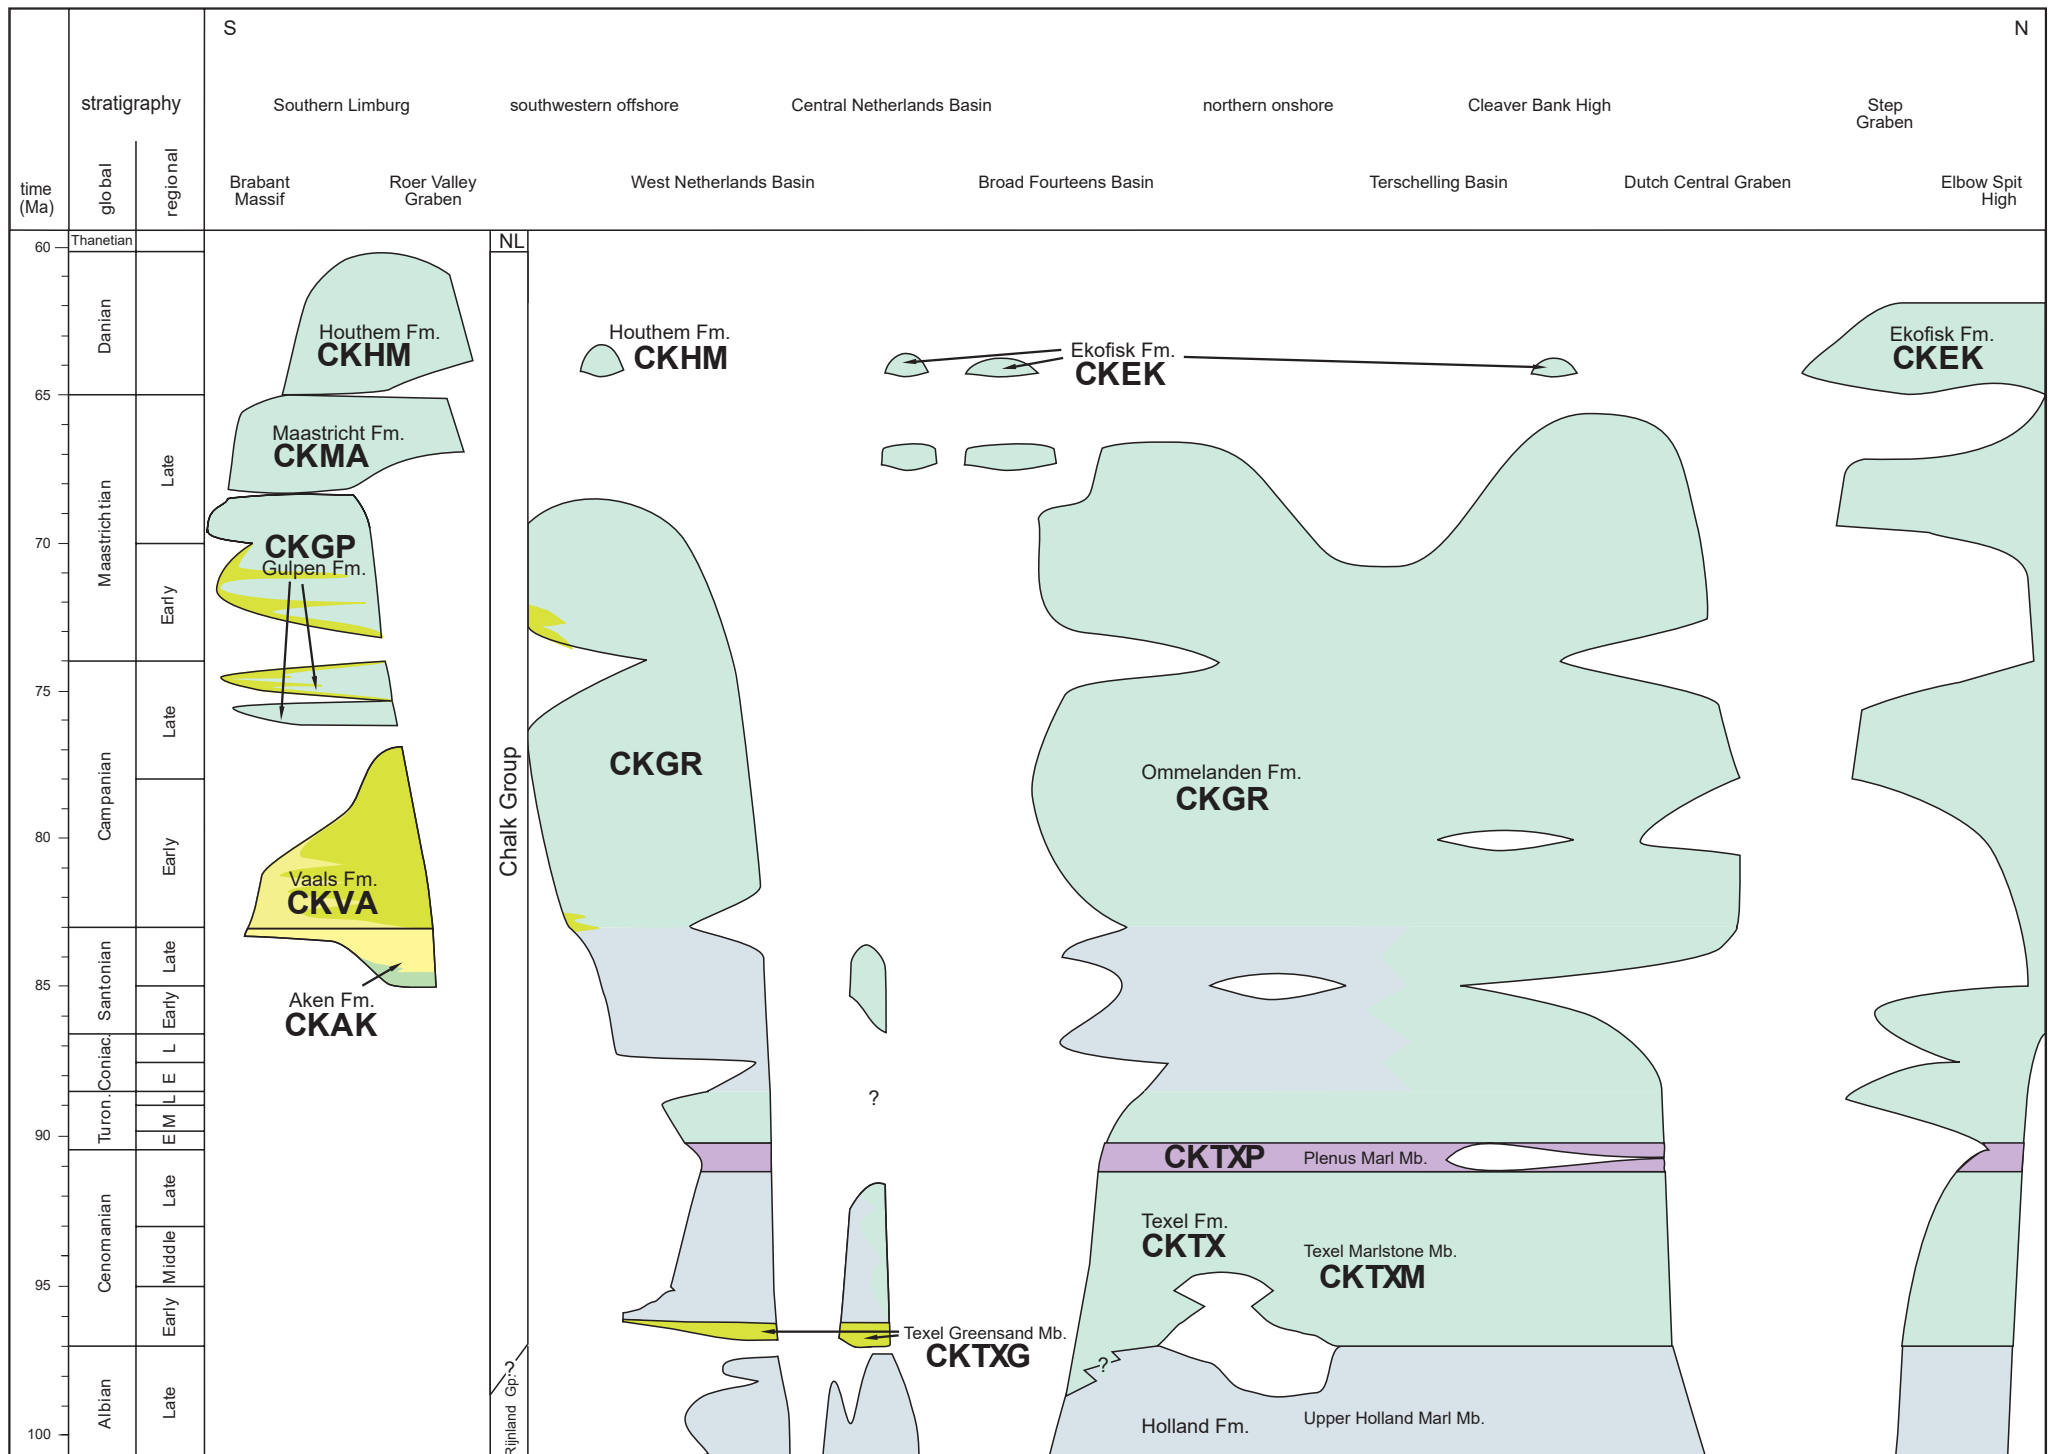 S
N
stratigraphy
Southern Limburg
southwestern offshore
Central Netherlands Basin
northern onshore
Cleaver Bank High
Step
Graben
time
(Ma)
global
regional
Brabant
Massif
Roer Valley
Graben
West Netherlands Basin
Broad Fourteens Basin
Terschelling Basin
Dutch Central Graben
Elbow Spit
High
60
65
70
75
80
85
90
95
100
Thanetian
Danian
Maastrichtian
Campanian
Santonian
Coniac.
Turon.
Cenomanian
Albian
Late
Early
Late
Early
Late
Early
L
E
L
M
E
Late
Middle
Early
Late
NL
Chalk Group
Rijnland Gp.
?
Houthem Fm.
CKHM
Maastricht Fm.
CKMA
CKGP
Gulpen Fm.
Vaals Fm.
CKVA
Aken Fm.
CKAK
Houthem Fm.
CKHM
Ekofisk Fm.
CKEK
Ekofisk Fm.
CKEK
CKGR
Ommelanden Fm.
CKGR
?
CKTXP
Plenus Marl Mb.
Texel Fm.
CKTX
Texel Marlstone Mb.
CKTXM
Texel Greensand Mb.
CKTXG
?
Holland Fm.
Upper Holland Marl Mb.